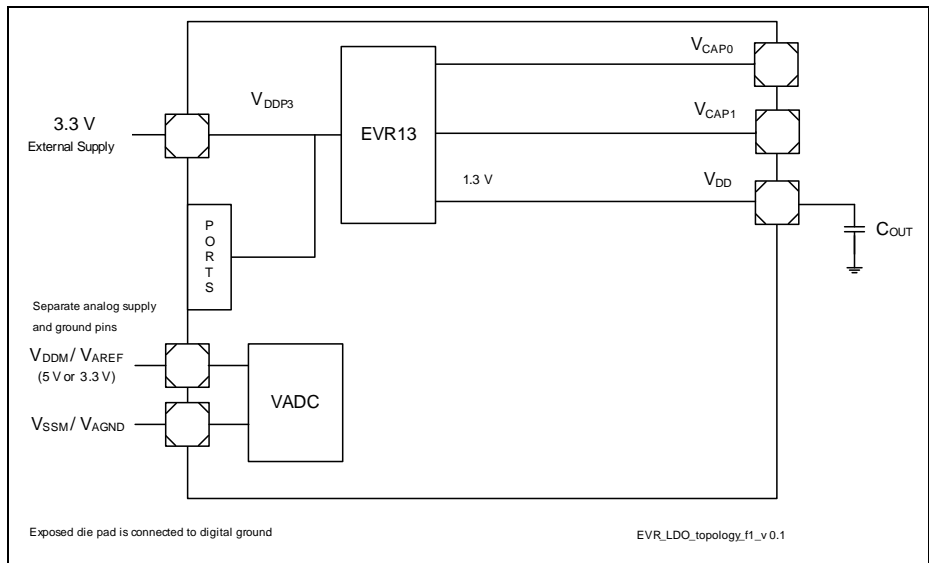 VCAP0
VDDP3
3.3 V
External Supply
EVR13
VCAP1
1.3 V
VDD
COUT
P
O
R
T
S
Separate analog supply
and ground pins
VDDM / VAREF
(5 V or 3.3 V)
VADC
VSSM / VAGND
Exposed die pad is connected to digital ground
EVR_LDO_topology_f1_v 0.1